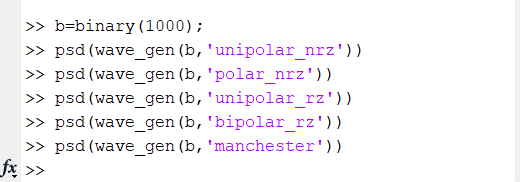 >> b=binary(1000);
>> psd(wave_gen(b,'unipolar_nrz'))
>> psd(wave_gen(b,'polar_nrz'))
>> psd(wave_gen(b,'unipolar_rz'))
>> psd(wave_gen(b,'bipolar_rz'))
>> psd(wave_gen(b,'manchester'))
fx >>